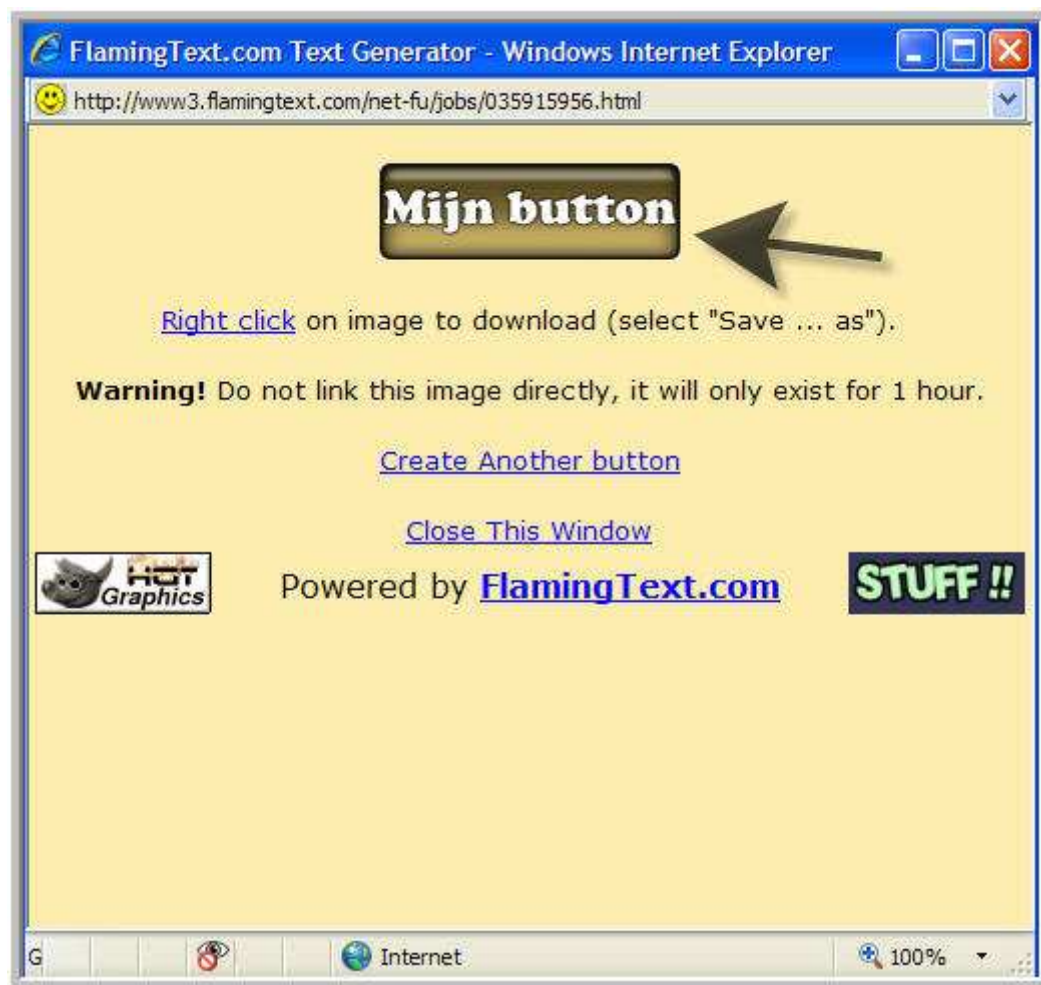 FlamingText.com Text Generator - Windows Internet Explorer
http://www3.flamingtext.com/net-fu/jobs/035915956.html
Mijn button
Right click on image to download (select "Save ... as").
Warning! Do not link this image directly, it will only exist for 1 hour.
Create Another button
Close This Window
HOT
Graphics
Powered by FlamingText.com
STUFF !!
G
Internet
100%